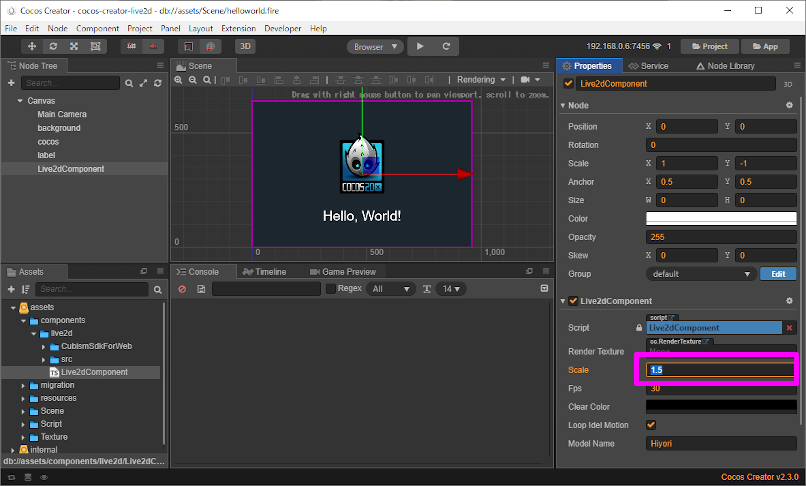 Cocos Creator - cocos-creator-live2d - db://assets/Scene/helloworld.fire
File Edit Node Component Project Panel Layout Extension Developer Help
3D Browser 192.168.0.6:7456 1 Project App
Node Tree
Search...
Canvas
Main Camera
background
cocos
label
Live2dComponent
Scene
Rendering
Drag with right mouse button to pan viewport, scroll to zoom.
500
0
0 500 1,000
COCOS2DX
Hello, World!
Assets
Search...
assets
components
live2d
CubismSdkForWeb
src
TS Live2dComponent
migration
resources
Scene
Script
Texture
internal
db://assets/components/live2d/Live2dC...
Console Timeline Game Preview
Regex All 14
Properties Service Node Library
Live2dComponent 3D
Node
Position X 0 Y 0
Rotation 0
Scale X 1 Y -1
Anchor X 0.5 Y 0.5
Size W 0 H 0
Color
Opacity 255
Skew X 0 Y 0
Group default Edit
Live2dComponent
script
Script Live2dComponent
cc.RenderTexture
Render Texture None
Scale 1.5
Fps 30
Clear Color
Loop Idel Motion
Model Name Hiyori
Cocos Creator v2.3.0